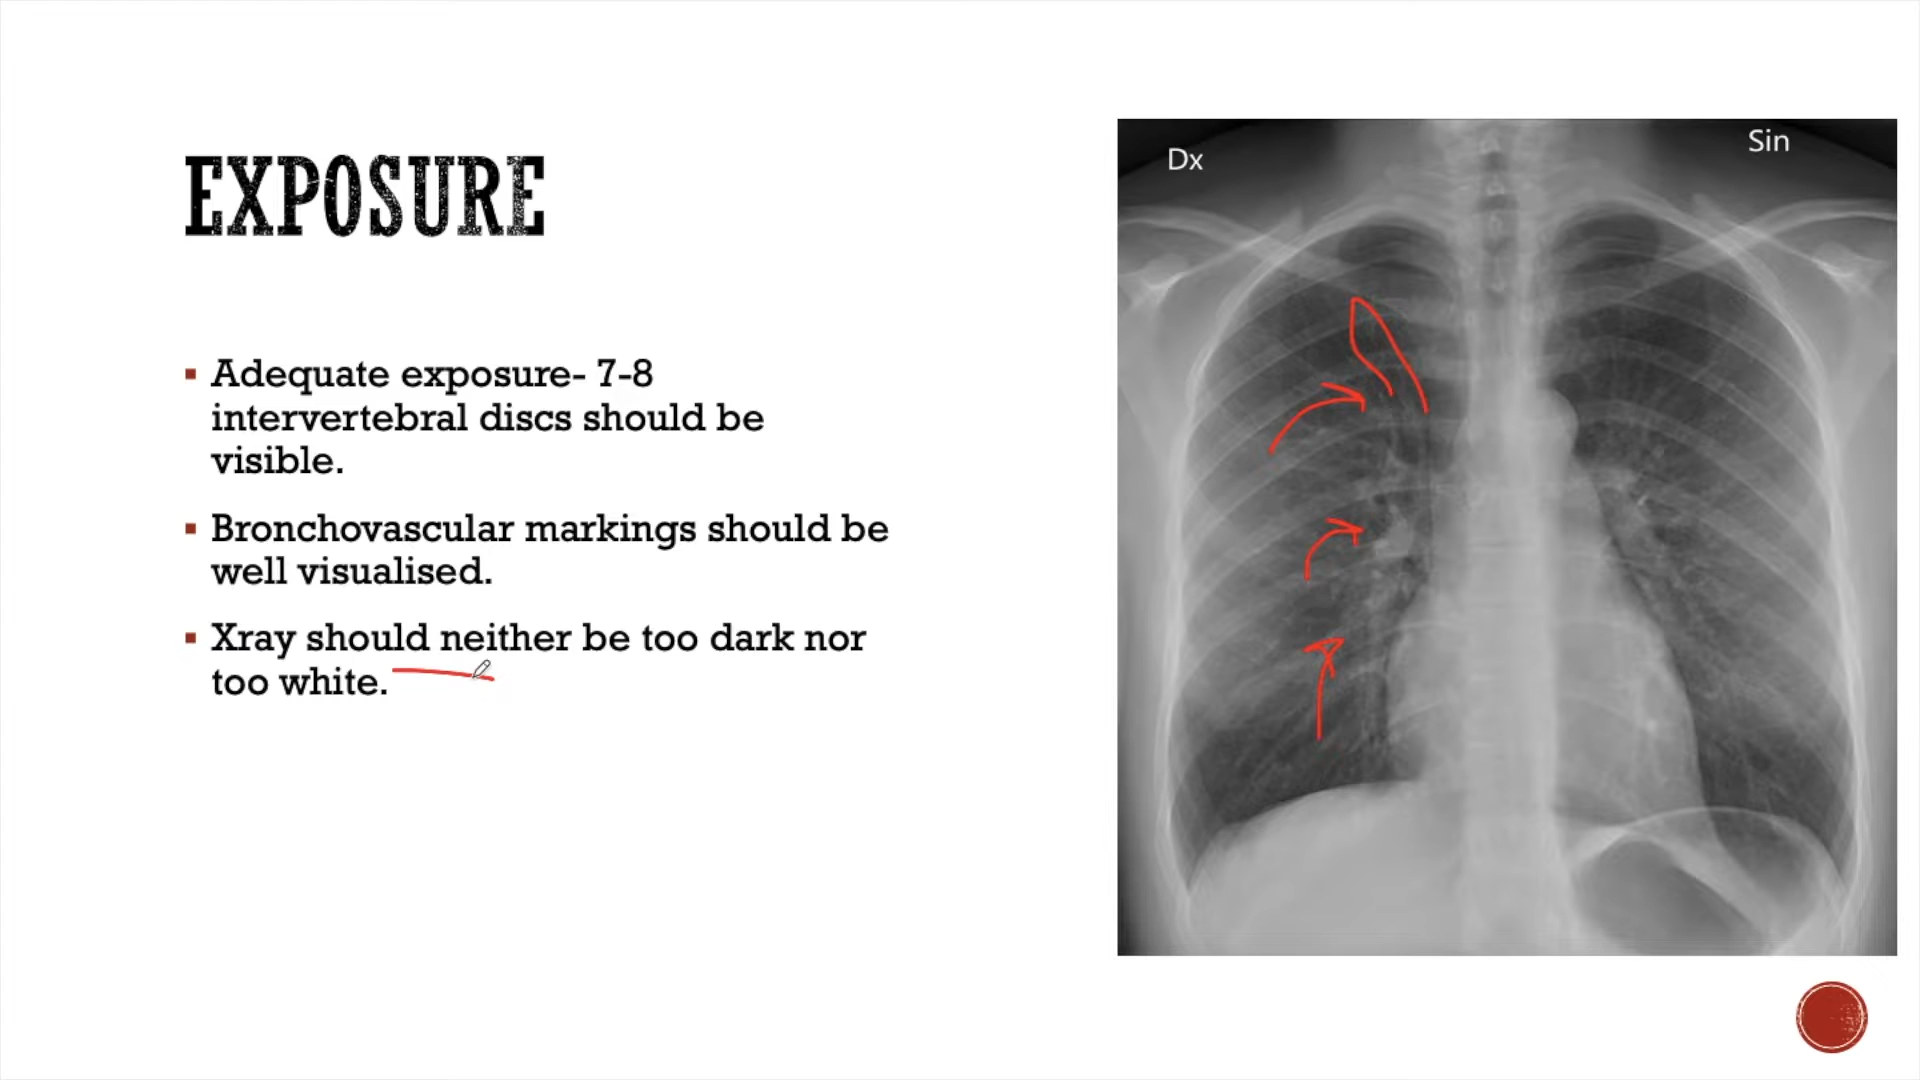 EXPOSURE
Adequate exposure- 7-8
intervertebral discs should be
visible.
Bronchovascular markings should be
well visualised.
Xray should neither be too dark nor
too white.
Dx
Sin